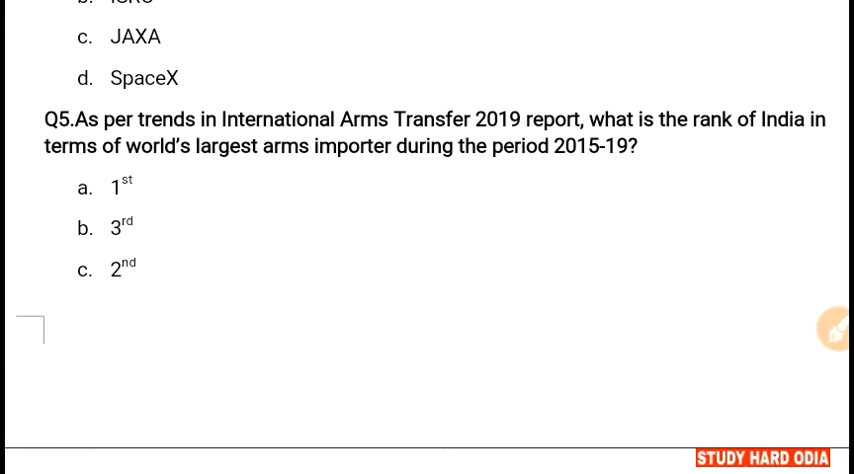 c. JAXA
d. SpaceX
Q5.As per trends in International Arms Transfer 2019 report, what is the rank of India in
terms of world's largest arms importer during the period 2015-19?
a. 1st
b. 3rd
c. 2nd
STUDY HARD ODIA